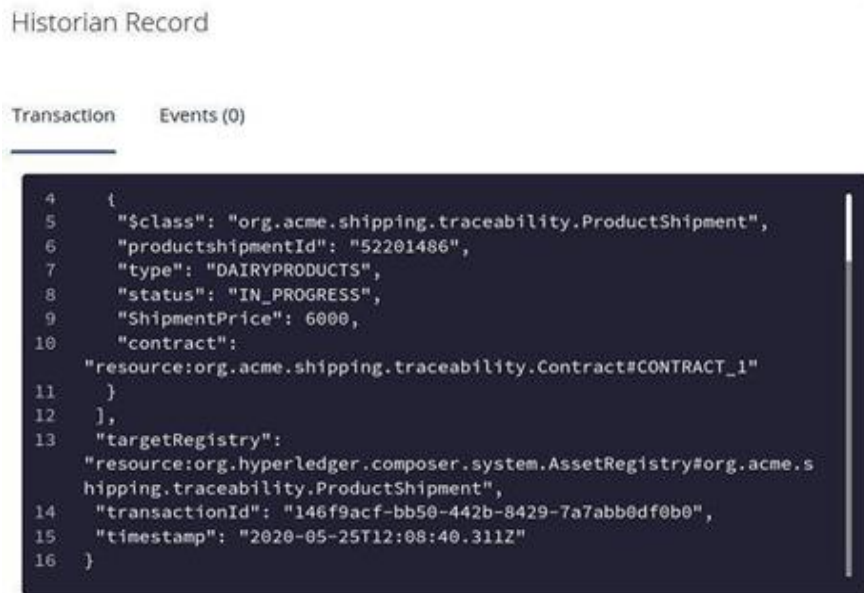 Historian Record
Transaction Events (0)
4 {
5 "$class": "org.acme.shipping.traceability.ProductShipment",
6 "productshipmentId": "52201486",
7 "type": "DAIRYPRODUCTS",
8 "status": "IN_PROGRESS",
9 "ShipmentPrice": 6000,
10 "contract":
"resource:org.acme.shipping.traceability.Contract#CONTRACT_1"
11 }
12 ],
13 "targetRegistry":
"resource:org.hyperledger.composer.system.AssetRegistry#org.acme.s
hipping.traceability.ProductShipment",
14 "transactionId": "146f9acf-bb50-442b-8429-7a7abb0df0b0",
15 "timestamp": "2020-05-25T12:08:40.311Z"
16 }